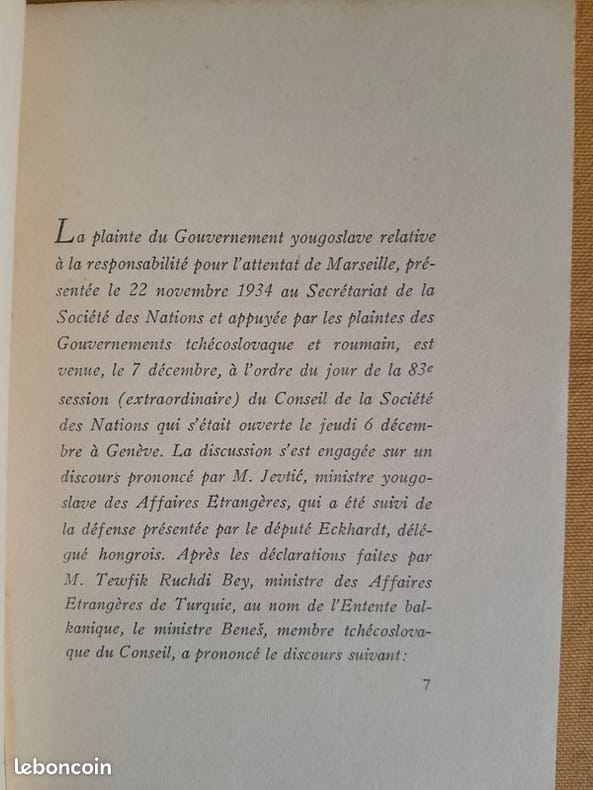 La plainte du Gouvernement yougoslave relative
à la responsabilité pour l'attentat de Marseille, pré-
sentée le 22 novembre 1934 au Secrétariat de la
Société des Nations et appuyée par les plaintes des
Gouvernements tchécoslovaque et roumain, est
venue, le 7 décembre, à l'ordre du jour de la 83e
session (extraordinaire) du Conseil de la Société
des Nations qui s'était ouverte le jeudi 6 décem-
bre à Genève. La discussion s'est engagée sur un
discours prononcé par M. Jevtić, ministre yougo-
slave des Affaires Etrangères, qui a été suivi de
la défense présentée par le député Eckhardt, délé-
gué hongrois. Après les déclarations faites par
M. Tewfik Ruchdi Bey, ministre des Affaires
Etrangères de Turquie, au nom de l'Entente bal-
kanique, le ministre Beneš, membre tchécoslova-
que du Conseil, a prononcé le discours suivant:
7
leboncoin